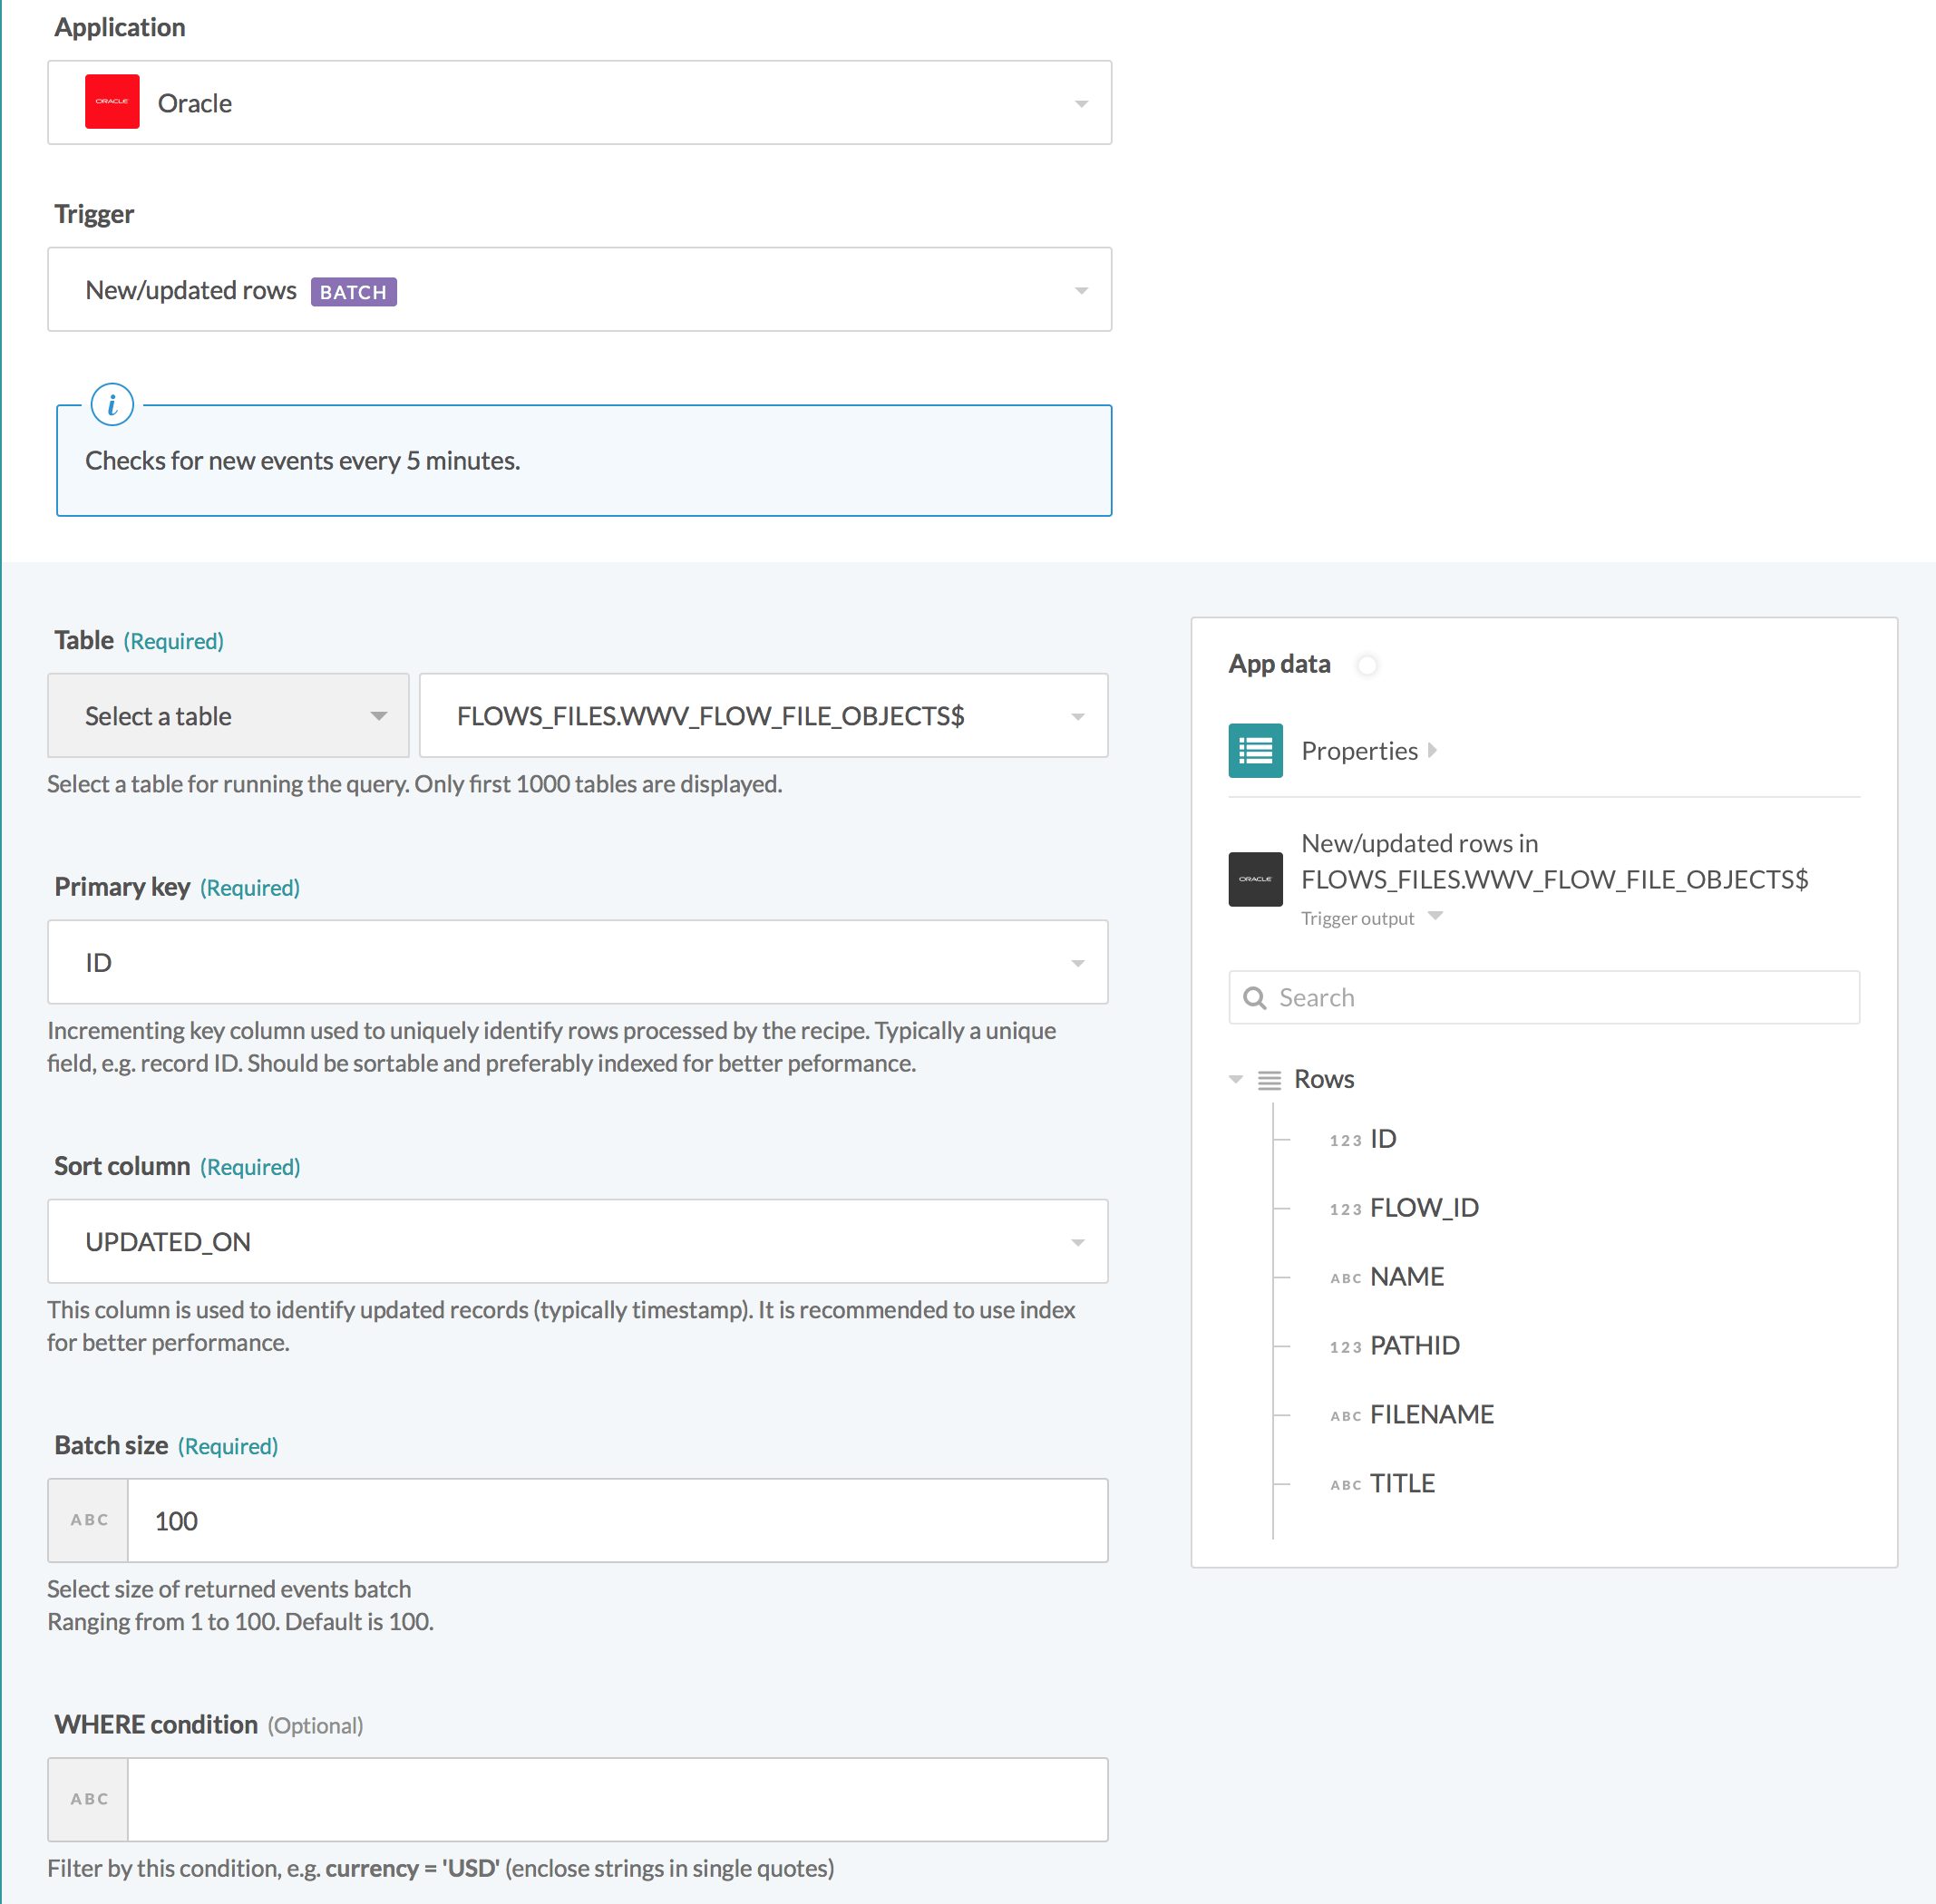 Application
ORACLE
Oracle
Trigger
New/updated rows BATCH
i
Checks for new events every 5 minutes.
Table (Required)
Select a table
FLOWS_FILES.WWV_FLOW_FILE_OBJECTS$
Select a table for running the query. Only first 1000 tables are displayed.
Primary key (Required)
ID
Incrementing key column used to uniquely identify rows processed by the recipe. Typically a unique
field, e.g. record ID. Should be sortable and preferably indexed for better peformance.
Sort column (Required)
UPDATED_ON
This column is used to identify updated records (typically timestamp). It is recommended to use index
for better performance.
Batch size (Required)
ABC 100
Select size of returned events batch
Ranging from 1 to 100. Default is 100.
WHERE condition (Optional)
ABC
Filter by this condition, e.g. currency = 'USD' (enclose strings in single quotes)
App data
Properties
New/updated rows in
ORACLE
FLOWS_FILES.WWV_FLOW_FILE_OBJECTS$
Trigger output
Search
Rows
123 ID
123 FLOW_ID
ABC NAME
123 PATHID
ABC FILENAME
ABC TITLE